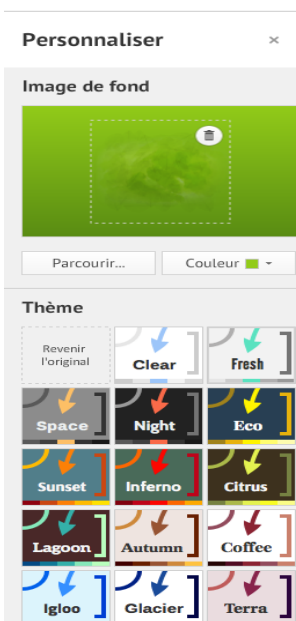 Personnaliser ×
Image de fond
Parcourir... Couleur
Thème
Revenir
l'original
Clear
Fresh
Space
Night
Eco
Sunset
Inferno
Citrus
Lagoon
Autumn
Coffee
Igloo
Glacier
Terra